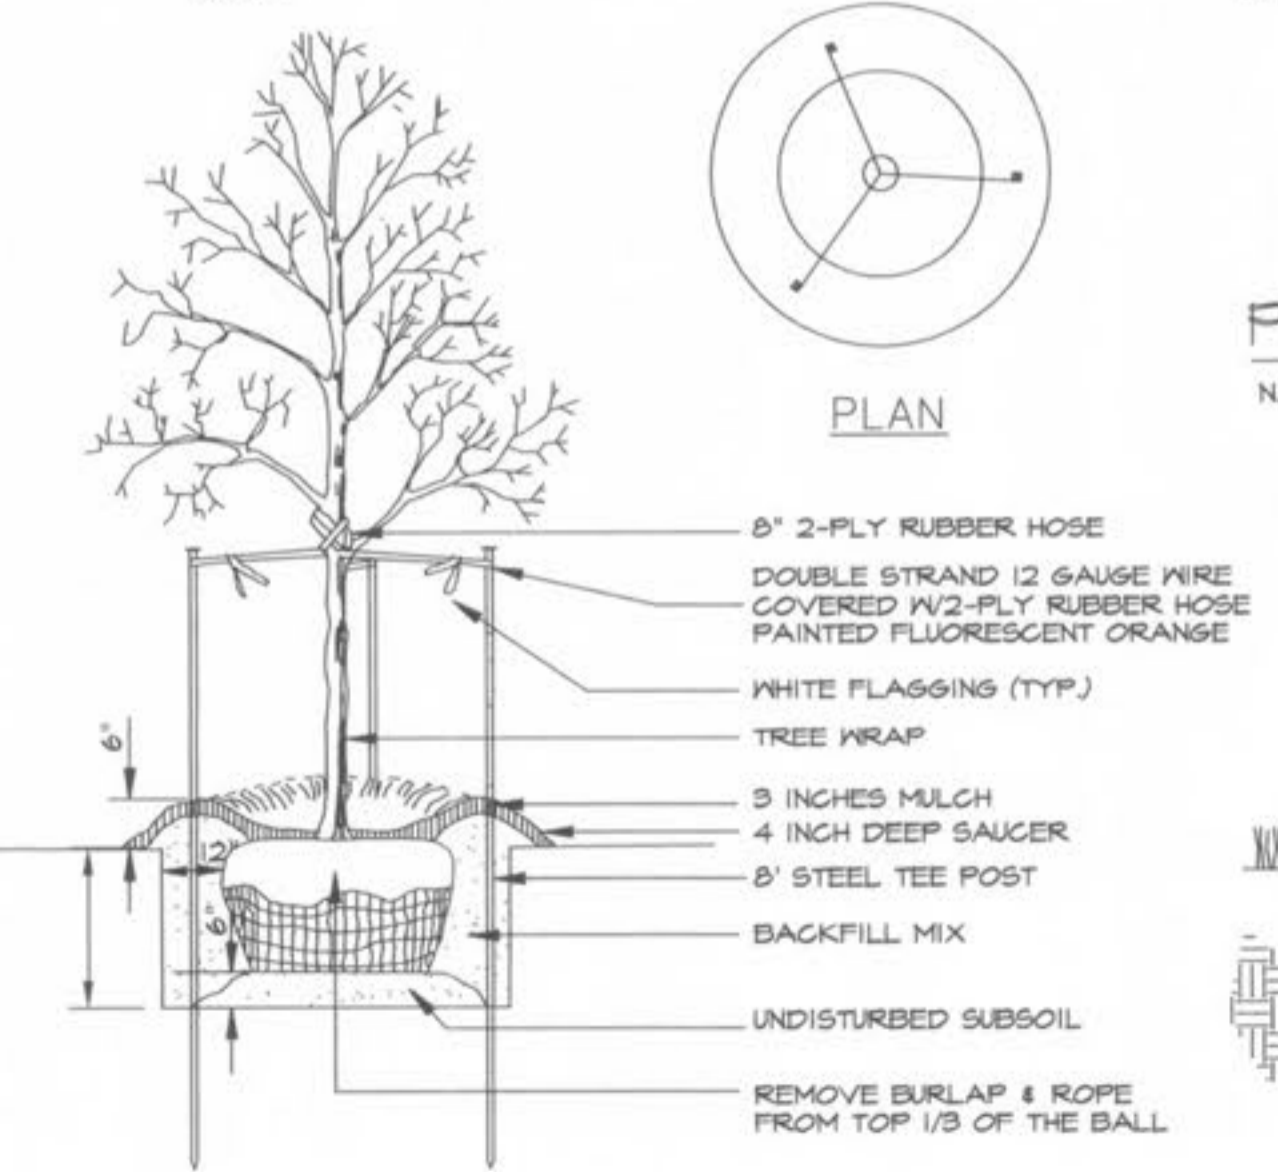 PLAN
8" 2-PLY RUBBER HOSE
DOUBLE STRAND 12 GAUGE WIRE
COVERED W/2-PLY RUBBER HOSE
PAINTED FLUORESCENT ORANGE
WHITE FLAGGING (TYP.)
TREE WRAP
6"
3 INCHES MULCH
4 INCH DEEP SAUCER
12"
8' STEEL TEE POST
6"
BACKFILL MIX
UNDISTURBED SUBSOIL
REMOVE BURLAP & ROPE
FROM TOP 1/3 OF THE BALL